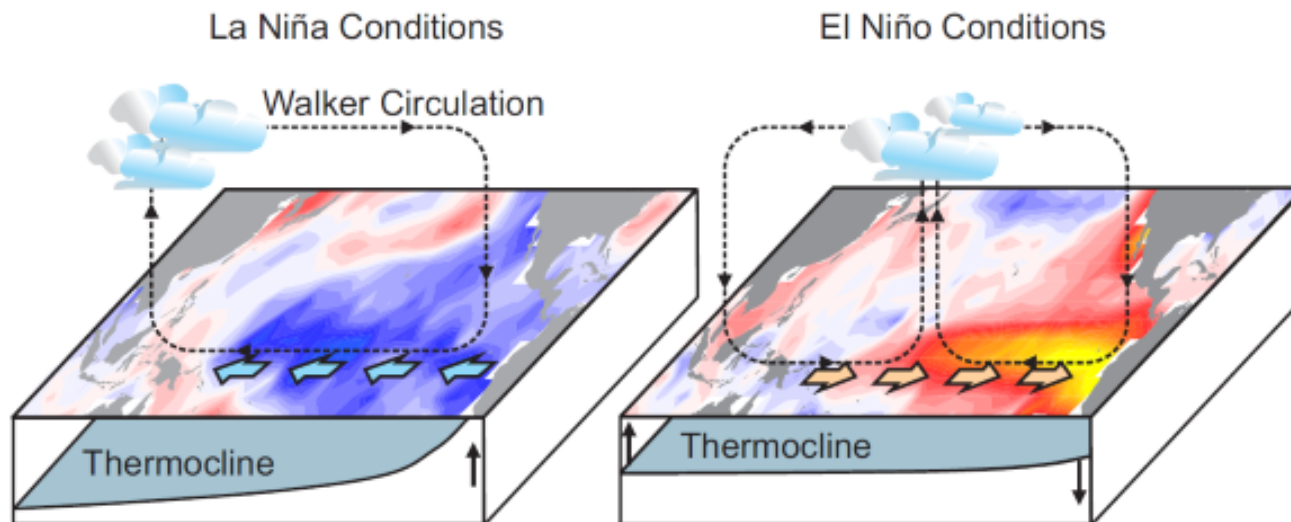 La Niña Conditions
El Niño Conditions
Walker Circulation
Thermocline
Thermocline